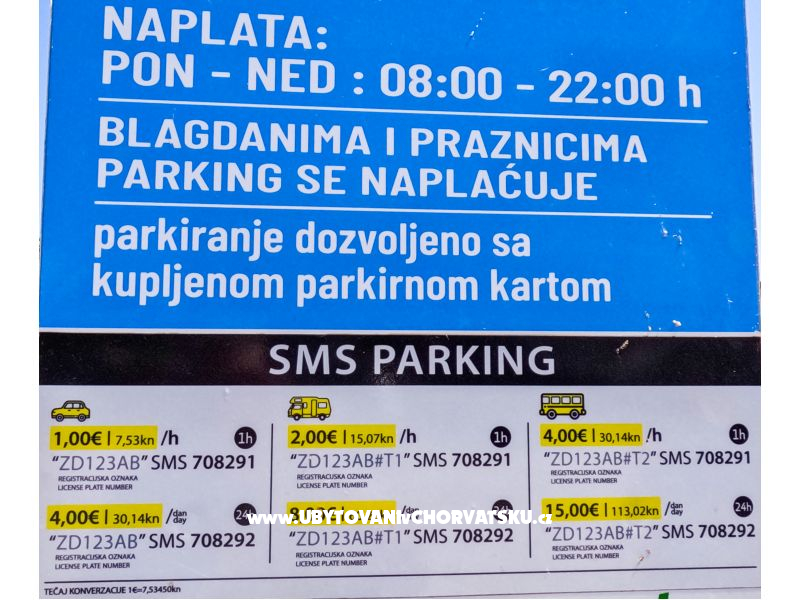 NAPLATA:
PON - NED : 08:00 - 22:00 h
BLAGDANIMA I PRAZNICIMA
PARKING SE NAPLAĆUJE
parkiranje dozvoljeno sa
kupljenom parkirnom kartom
SMS PARKING
1,00€ | 7,53kn /h 1h
"ZD123AB" SMS 708291
REGISTRACIJSKA OZNAKA
LICENSE PLATE NUMBER
4,00€ | 30,14kn /dan
day 24h
"ZD123AB" SMS 708292
REGISTRACIJSKA OZNAKA
LICENSE PLATE NUMBER
2,00€ | 15,07kn /h 1h
"ZD123AB#T1" SMS 708291
REGISTRACIJSKA OZNAKA
LICENSE PLATE NUMBER
"ZD123AB#T1" SMS 708292
REGISTRACIJSKA OZNAKA
LICENSE PLATE NUMBER
4,00€ | 30,14kn /h 1h
"ZD123AB#T2" SMS 708291
REGISTRACIJSKA OZNAKA
LICENSE PLATE NUMBER
15,00€ | 113,02kn /dan
day 24h
"ZD123AB#T2" SMS 708292
REGISTRACIJSKA OZNAKA
LICENSE PLATE NUMBER
www.UBYTOVANIvCHORVATSKU.cz
TEČAJ KONVERZACIJE 1€=7,53450kn